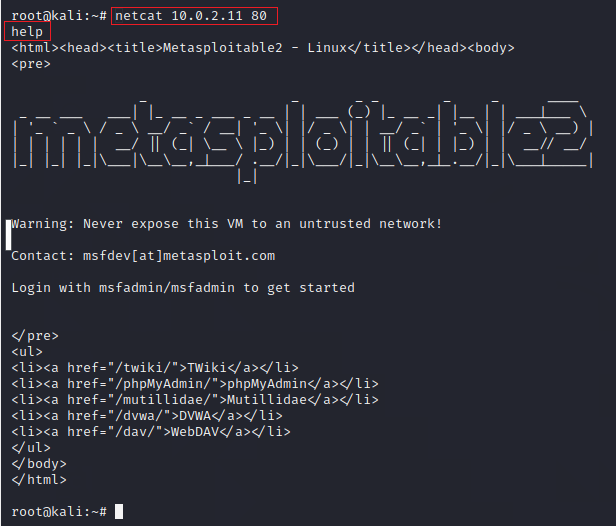 root@kali:~# netcat 10.0.2.11 80
help
<html><head><title>Metasploitable2 - Linux</title></head><body>
<pre>
metasploitable2
Warning: Never expose this VM to an untrusted network!
Contact: msfdev[at]metasploit.com
Login with msfadmin/msfadmin to get started
</pre>
<ul>
<li><a href="/twiki/">TWiki</a></li>
<li><a href="/phpMyAdmin/">phpMyAdmin</a></li>
<li><a href="/mutillidae/">Mutillidae</a></li>
<li><a href="/dvwa/">DVWA</a></li>
<li><a href="/dav/">WebDAV</a></li>
</ul>
</body>
</html>
root@kali:~#